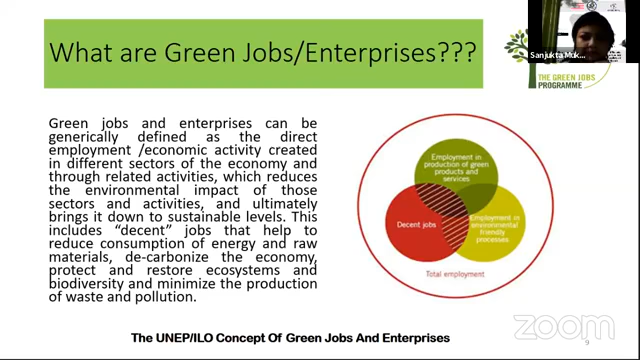 What are Green Jobs/Enterprises???
Sanjukta Muk...
THE GREEN JOBS
PROGRAMME
Green jobs and enterprises can be
generically defined as the direct
employment /economic activity created
in different sectors of the economy and
through related activities, which reduces
the environmental impact of those
sectors and activities, and ultimately
brings it down to sustainable levels. This
includes “decent” jobs that help to
reduce consumption of energy and raw
materials, de-carbonize the economy,
protect and restore ecosystems and
biodiversity and minimize the production
of waste and pollution.
Employment in
production of green
products and
services
Decent jobs
Employment in
environmental
friendly
processes
Total employment
The UNEP/ILO Concept Of Green Jobs And Enterprises
zoom
9